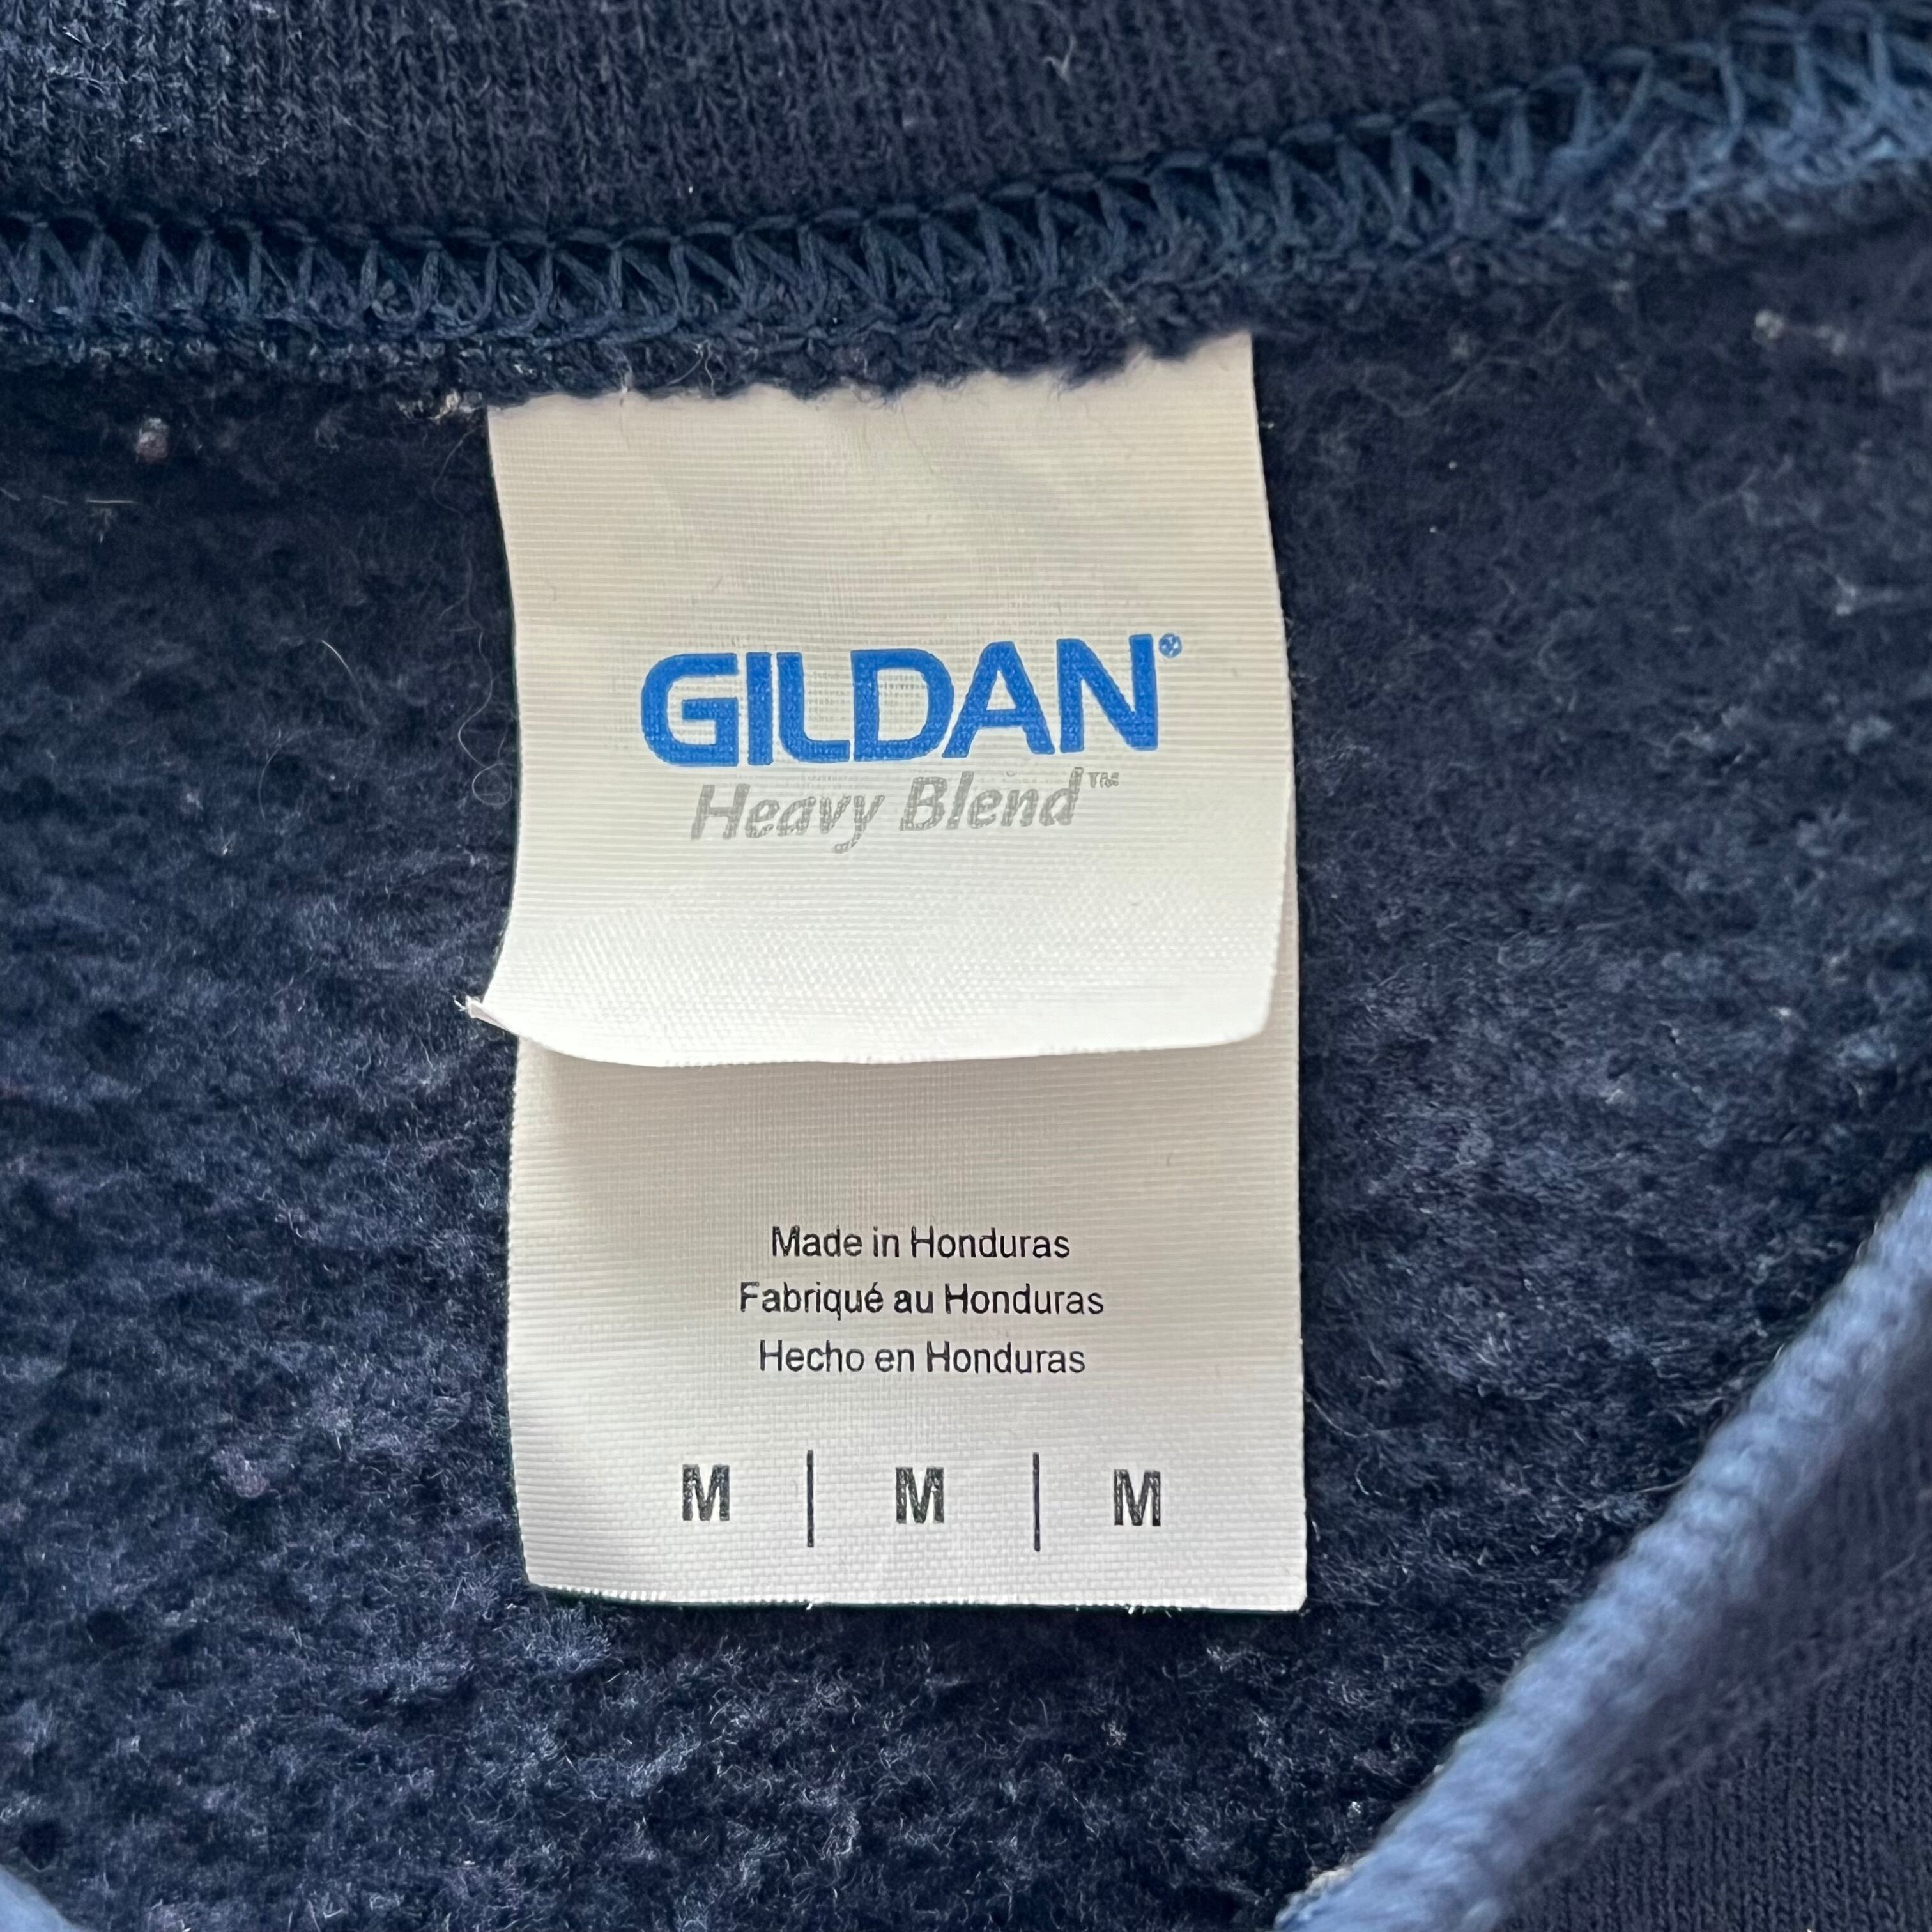 GILDAN®
Heavy Blend™
Made in Honduras
Fabriqué au Honduras
Hecho en Honduras
M | M | M